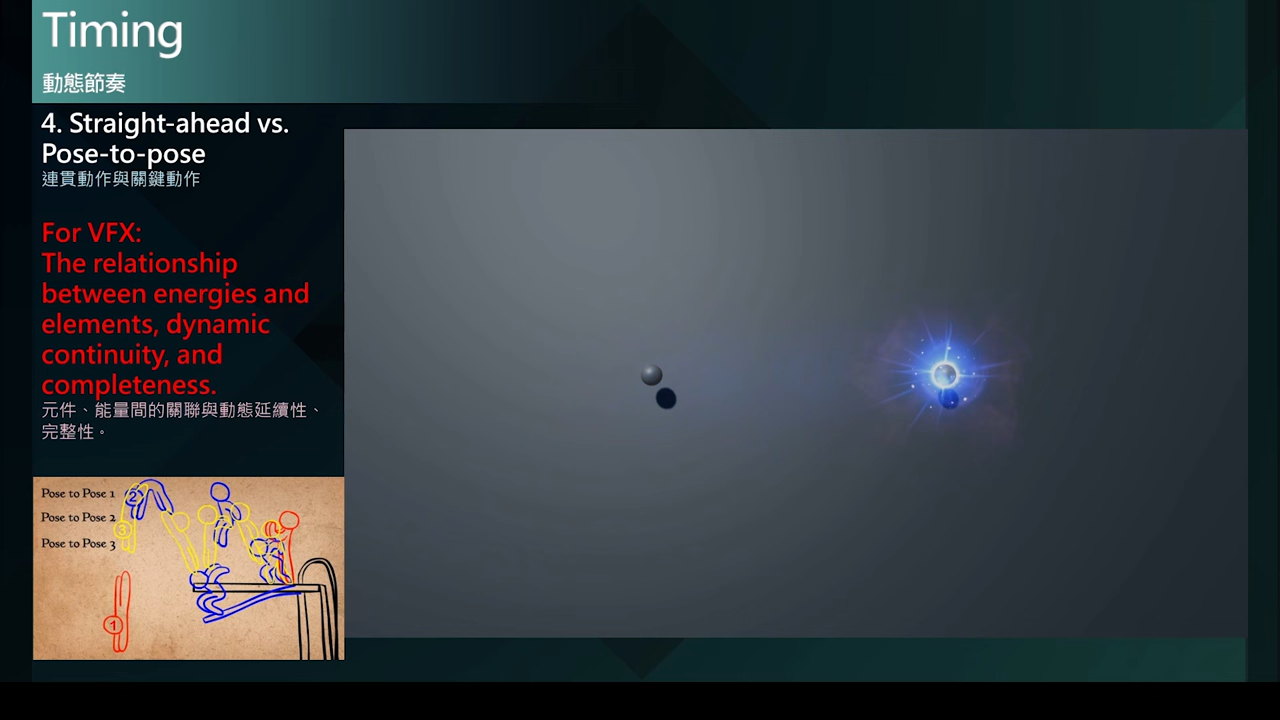 Timing
動態節奏
4. Straight-ahead vs.
Pose-to-pose
連貫動作與關鍵動作
For VFX:
The relationship
between energies and
elements, dynamic
continuity, and
completeness.
元件、能量間的關聯與動態延續性、
完整性。
Pose to Pose 1
Pose to Pose 2
Pose to Pose 3
2
3
1